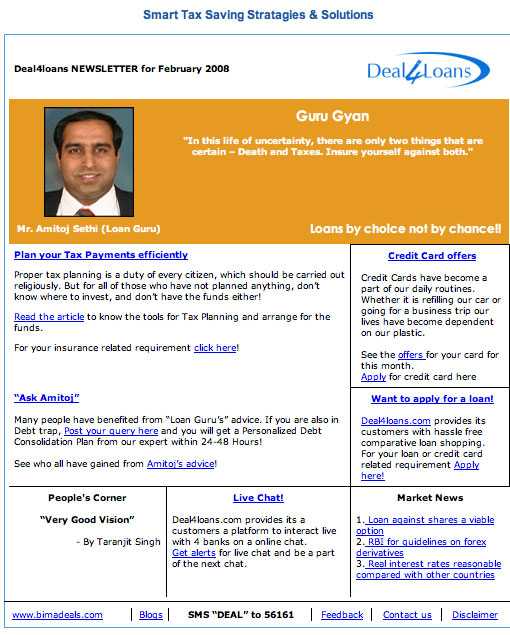 Smart Tax Saving Stratagies & Solutions
Deal4loans NEWSLETTER for February 2008
Deal4Loans
Guru Gyan
"In this life of uncertainty, there are only two things that are
certain – Death and Taxes. Insure yourself against both."
Mr. Amitoj Sethi (Loan Guru)
Loans by choice not by chance!!
Plan your Tax Payments efficiently
Proper tax planning is a duty of every citizen, which should be carried out
religiously. But for all of those who have not planned anything, don't
know where to invest, and don't have the funds either!
Read the article to know the tools for Tax Planning and arrange for the
funds.
For your insurance related requirement click here!
Credit Card offers
Credit Cards have become a
part of our daily routines.
Whether it is refilling our car or
going for a business trip our
lives have become dependent
on our plastic.
See the offers for your card for
this month.
Apply for credit card here
"Ask Amitoj"
Many people have benefited from "Loan Guru's" advice. If you are also in
Debt trap, Post your query here and you will get a Personalized Debt
Consolidation Plan from our expert within 24-48 Hours!
See who all have gained from Amitoj's advice!
Want to apply for a loan!
Deal4loans.com provides its
customers with hassle free
comparative loan shopping.
For your loan or credit card
related requirement Apply
here!
People's Corner
"Very Good Vision"
- By Taranjit Singh
Live Chat!
Deal4loans.com provides its a
customers a platform to interact live
with 4 banks on a online chat.
Get alerts for live chat and be a part
of the next chat.
Market News
1. Loan against shares a viable
option
2. RBI for guidelines on forex
derivatives
3. Real interest rates reasonable
compared with other countries
www.bimadeals.com | Blogs | SMS "DEAL" to 56161 | Feedback | Contact us | Disclaimer